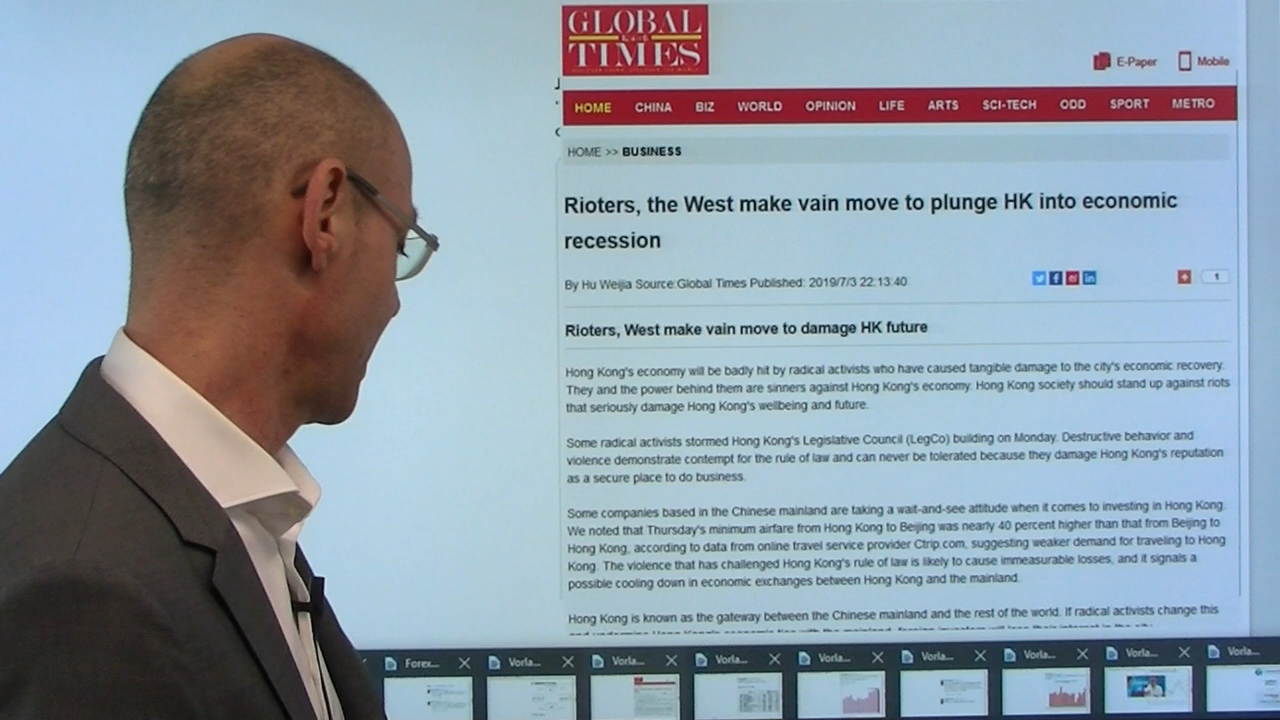 GLOBAL
TIMES
E-Paper
Mobile
HOME CHINA BIZ WORLD OPINION LIFE ARTS SCI-TECH ODD SPORT METRO
HOME >> BUSINESS
Rioters, the West make vain move to plunge HK into economic
recession
By Hu Weijia Source:Global Times Published: 2019/7/3 22:13:40
1
Rioters, West make vain move to damage HK future
Hong Kong's economy will be badly hit by radical activists who have caused tangible damage to the city's economic recovery.
They and the power behind them are sinners against Hong Kong's economy. Hong Kong society should stand up against riots
that seriously damage Hong Kong's wellbeing and future.
Some radical activists stormed Hong Kong's Legislative Council (LegCo) building on Monday. Destructive behavior and
violence demonstrate contempt for the rule of law and can never be tolerated because they damage Hong Kong's reputation
as a secure place to do business.
Some companies based in the Chinese mainland are taking a wait-and-see attitude when it comes to investing in Hong Kong.
We noted that Thursday's minimum airfare from Hong Kong to Beijing was nearly 40 percent higher than that from Beijing to
Hong Kong, according to data from online travel service provider Ctrip.com, suggesting weaker demand for traveling to Hong
Kong. The violence that has challenged Hong Kong's rule of law is likely to cause immeasurable losses, and it signals a
possible cooling down in economic exchanges between Hong Kong and the mainland.
Hong Kong is known as the gateway between the Chinese mainland and the rest of the world. If radical activists change this
Forex... Vorla... Vorla... Vorla... Vorla... Vorla... Vorla... Vorla... Vorla...